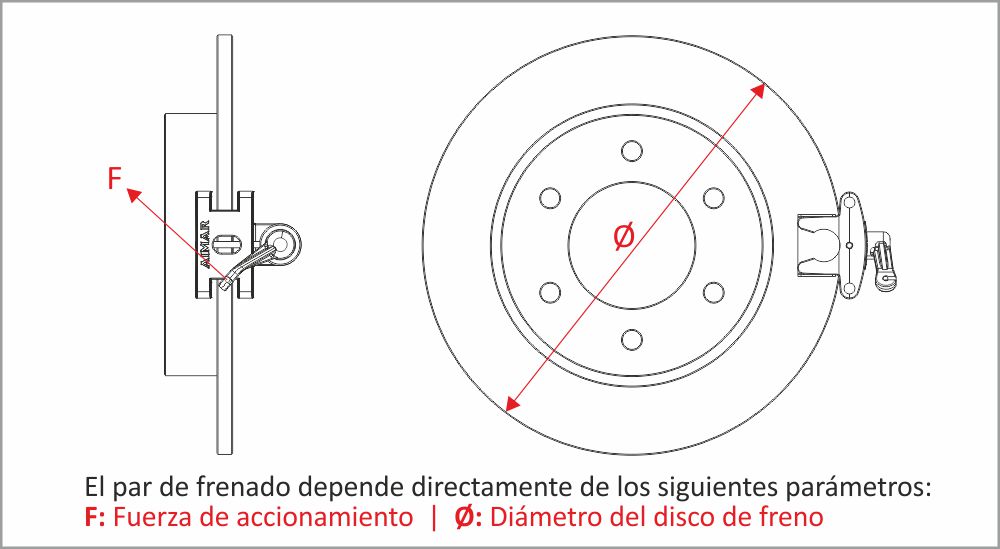 F
AIMAR
Ø
El par de frenado depende directamente de los siguientes parámetros:
F: Fuerza de accionamiento | Ø: Diámetro del disco de freno